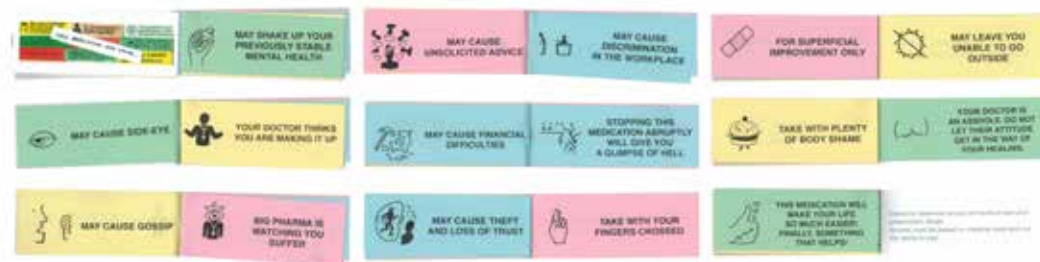 MAY SHAKE UP YOUR
PREVIOUSLY STABLE
MENTAL HEALTH
MAY CAUSE
UNSOLICITED ADVICE
MAY CAUSE
DISCRIMINATION
IN THE WORKPLACE
FOR SUPERFICIAL
IMPROVEMENT ONLY
MAY LEAVE YOU
UNABLE TO GO
OUTSIDE
MAY CAUSE SIDE-EYE
YOUR DOCTOR THINKS
YOU ARE MAKING IT UP
MAY CAUSE FINANCIAL
DIFFICULTIES
STOPPING THIS
MEDICATION ABRUPTLY
WILL GIVE YOU
A GLIMPSE OF HELL
TAKE WITH PLENTY
OF BODY SHAME
YOUR DOCTOR IS
AN ASSHOLE. DO NOT
LET THEIR ATTITUDE
GET IN THE WAY OF
YOUR HEALING.
MAY CAUSE GOSSIP
BIG PHARMA IS
WATCHING YOU
SUFFER
MAY CAUSE THEFT
AND LOSS OF TRUST
TAKE WITH YOUR
FINGERS CROSSED
THIS MEDICATION WILL
MAKE YOUR LIFE
SO MUCH EASIER!
FINALLY, SOMETHING
THAT HELPS!